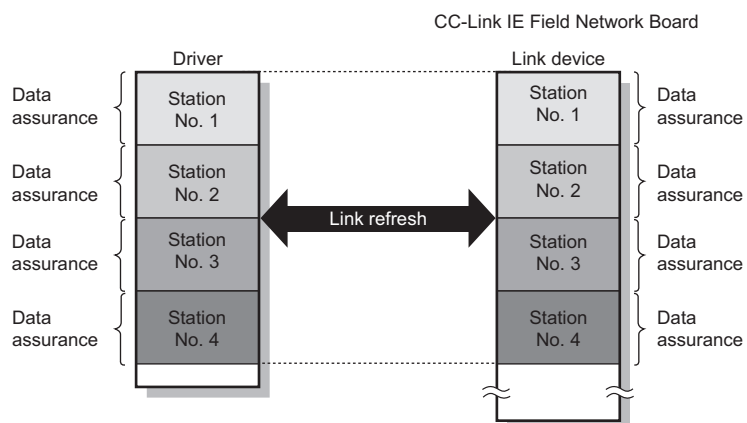 CC-Link IE Field Network Board
Driver
Link device
Data
assurance
Station
No. 1
Station
No. 1
Data
assurance
Data
assurance
Station
No. 2
Station
No. 2
Data
assurance
Link refresh
Data
assurance
Station
No. 3
Station
No. 3
Data
assurance
Data
assurance
Station
No. 4
Station
No. 4
Data
assurance